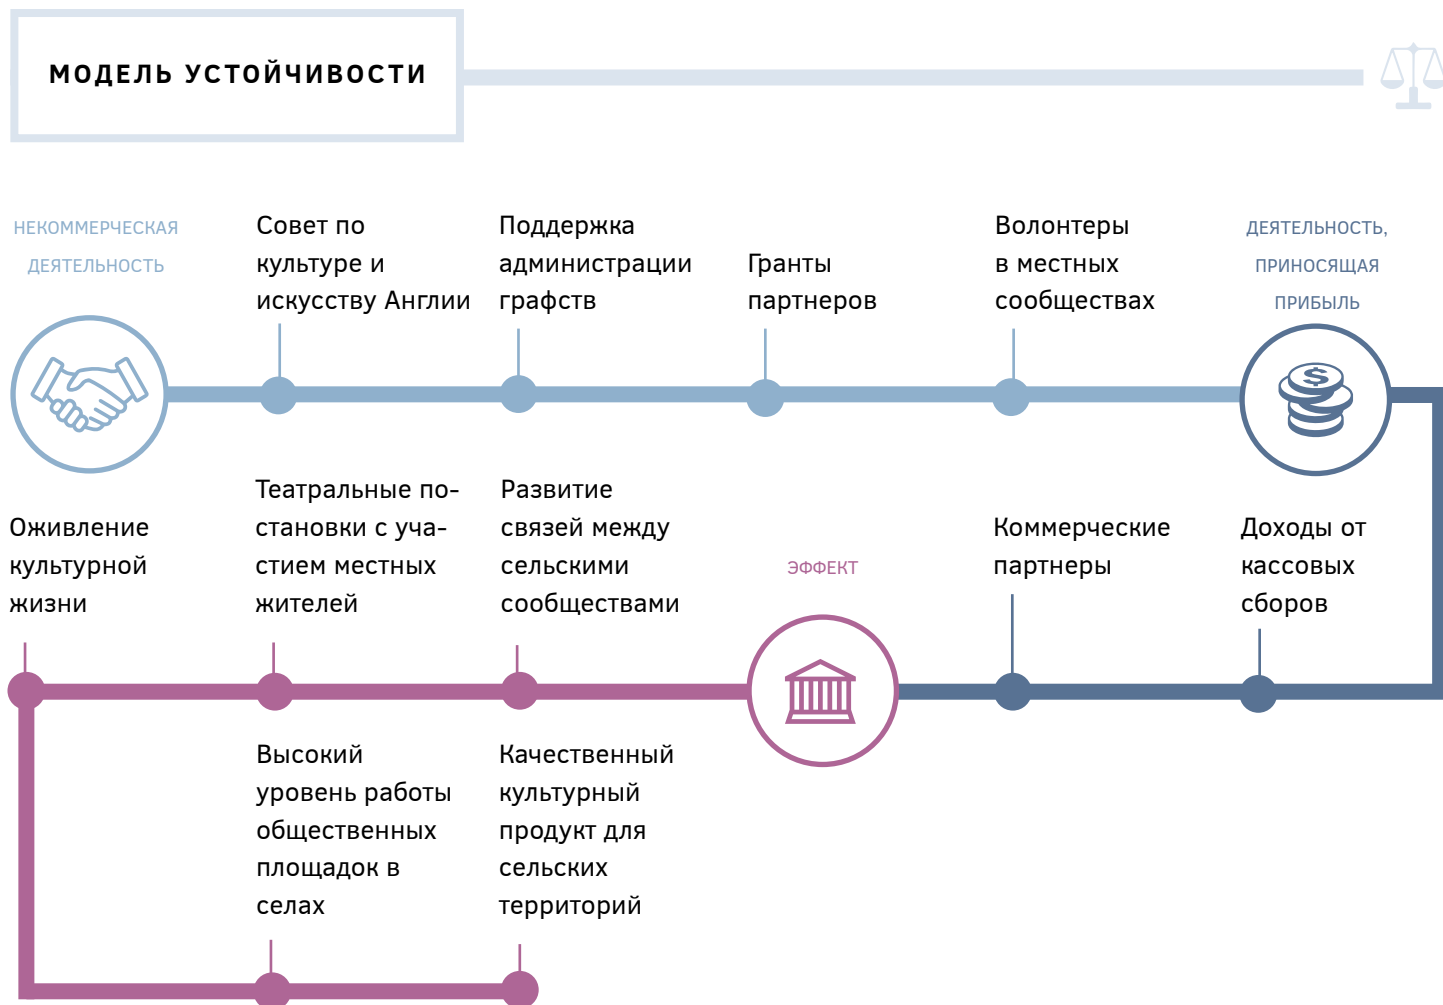 МОДЕЛЬ УСТОЙЧИВОСТИ
НЕКОММЕРЧЕСКАЯ
ДЕЯТЕЛЬНОСТЬ
Совет по
культуре и
искусству Англии
Поддержка
администрации
графств
Гранты
партнеров
Волонтеры
в местных
сообществах
ДЕЯТЕЛЬНОСТЬ,
ПРИНОСЯЩАЯ
ПРИБЫЛЬ
$
Доходы от
кассовых
сборов
Коммерческие
партнеры
ЭФФЕКТ
Развитие
связей между
сельскими
сообществами
Театральные по-
становки с уча-
стием местных
жителей
Оживление
культурной
жизни
Высокий
уровень работы
общественных
площадок в
селах
Качественный
культурный
продукт для
сельских
территорий